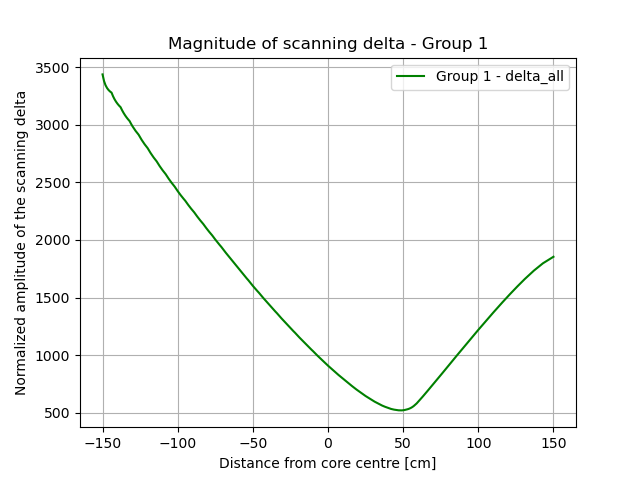 Magnitude of scanning delta - Group 1
Group 1 - delta_all
Normalized amplitude of the scanning delta
3500
3000
2500
2000
1500
1000
500
−150 −100 −50 0 50 100 150
Distance from core centre [cm]